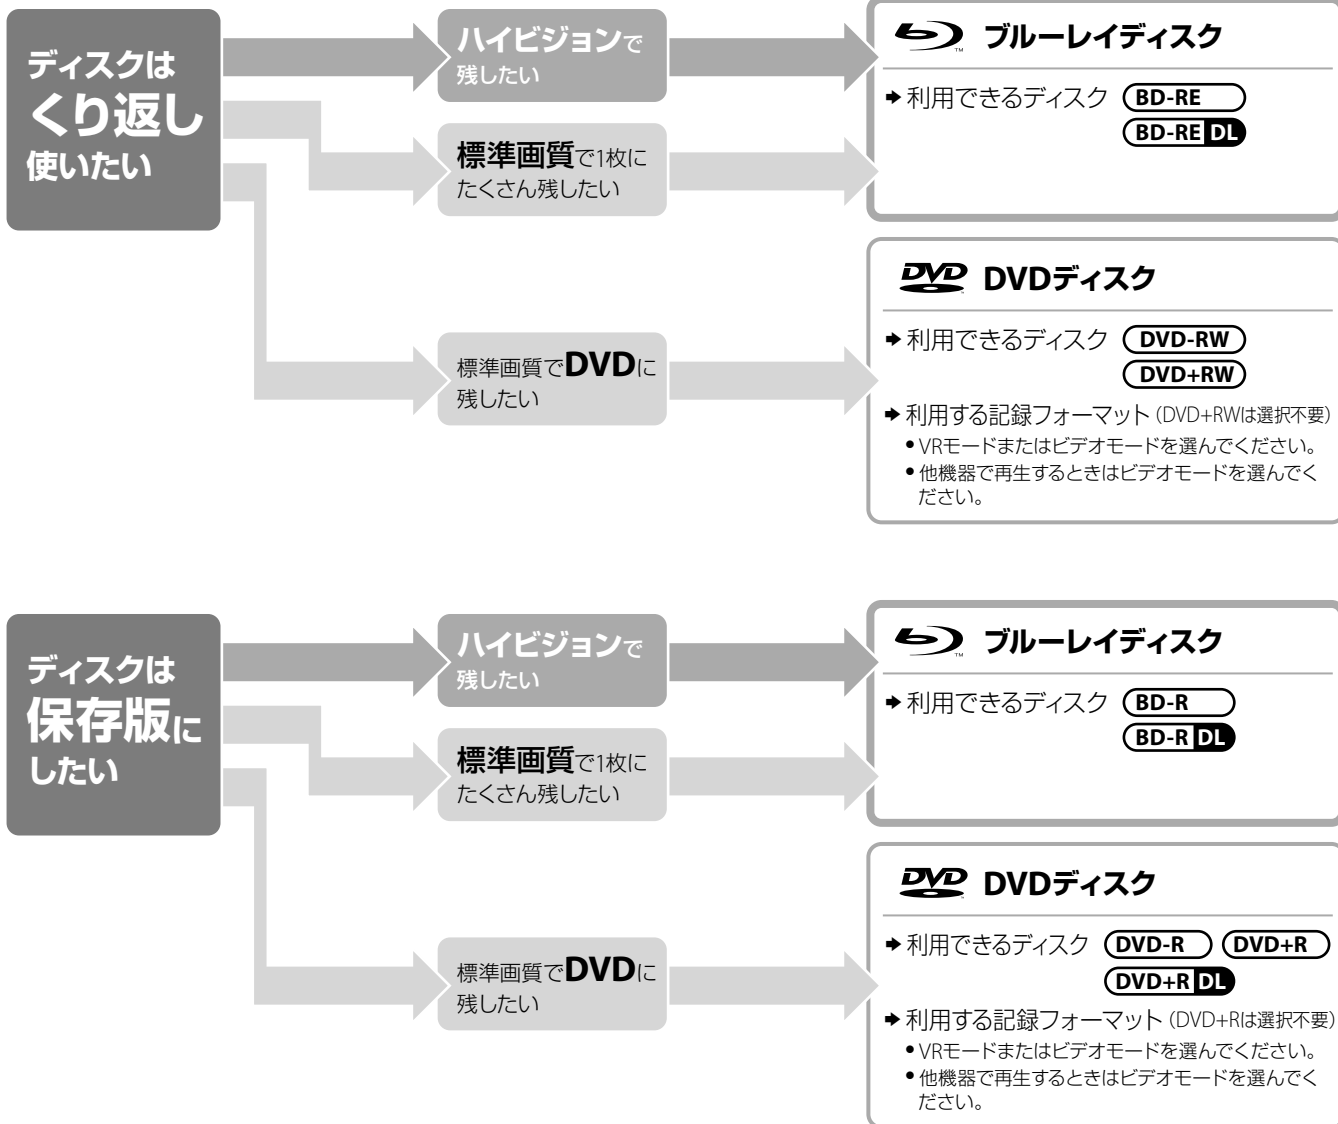 ディスクは
くり返し
使いたい
ハイビジョンで
残したい
標準画質で1枚に
たくさん残したい
標準画質でDVDに
残したい
ブルーレイディスク
➜利用できるディスク BD-RE
BD-RE DL
DVD DVDディスク
➜利用できるディスク DVD-RW
DVD+RW
➜利用する記録フォーマット(DVD+RWは選択不要)
•VRモードまたはビデオモードを選んでください。
•他機器で再生するときはビデオモードを選んでく
ださい。
ディスクは
保存版に
したい
ハイビジョンで
残したい
標準画質で1枚に
たくさん残したい
標準画質でDVDに
残したい
ブルーレイディスク
➜利用できるディスク BD-R
BD-R DL
DVD DVDディスク
➜利用できるディスク DVD-R DVD+R
DVD+R DL
➜利用する記録フォーマット(DVD+Rは選択不要)
•VRモードまたはビデオモードを選んでください。
•他機器で再生するときはビデオモードを選んでく
ださい。